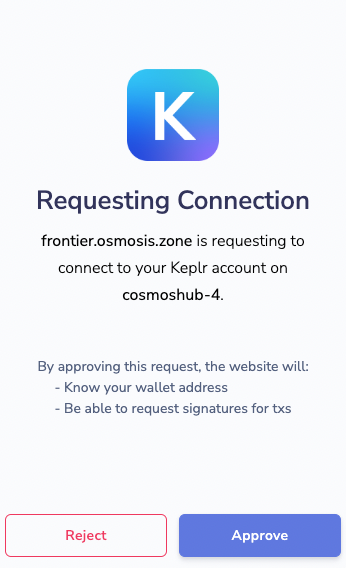 K
Requesting Connection
frontier.osmosis.zone is requesting to
connect to your Keplr account on
cosmoshub-4.
By approving this request, the website will:
- Know your wallet address
- Be able to request signatures for txs
Reject
Approve